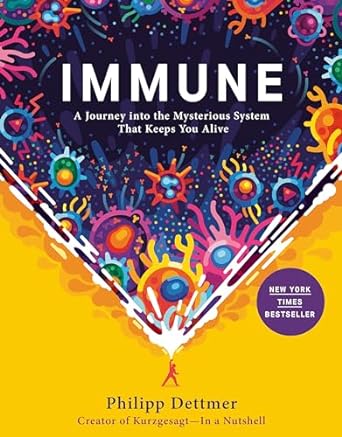 IMMUNE
A Journey into the Mysterious System
That Keeps You Alive
NEW YORK
TIMES
BESTSELLER
Philipp Dettmer
Creator of Kurzgesagt—In a Nutshell